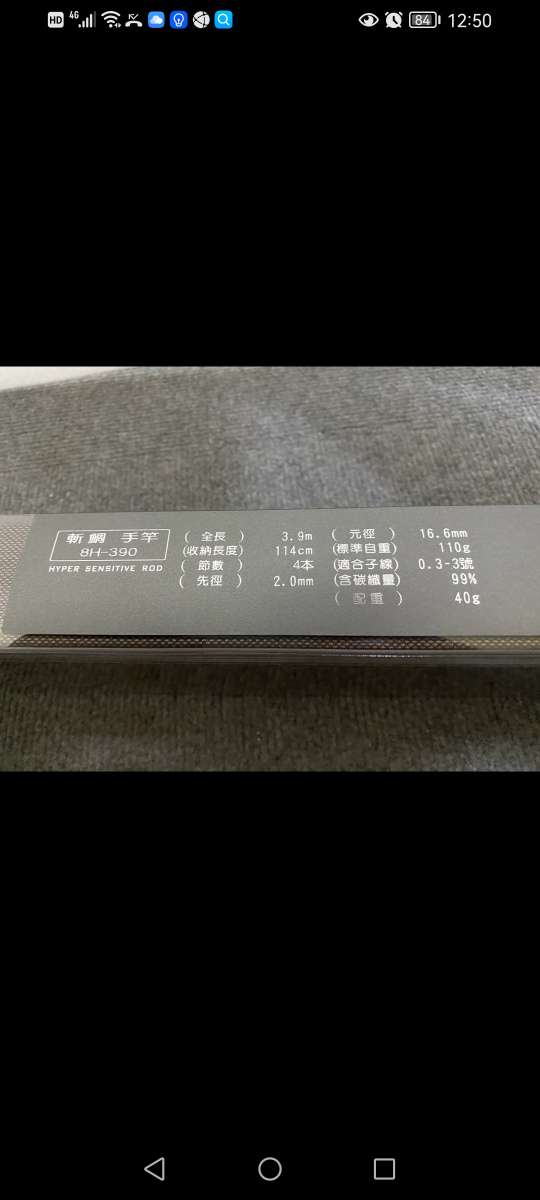 HD 4G 84 12:50
斬鯛 手竿
8H-390
HYPER SENSITIVE ROD
( 全長 ) 3.9m
(收納長度) 114cm
( 節數 ) 4本
( 先徑 ) 2.0mm
( 元徑 ) 16.6mm
(標準自重) 110g
(適合子線) 0.3-3號
(含碳纖量) 99%
( 配重 ) 40g